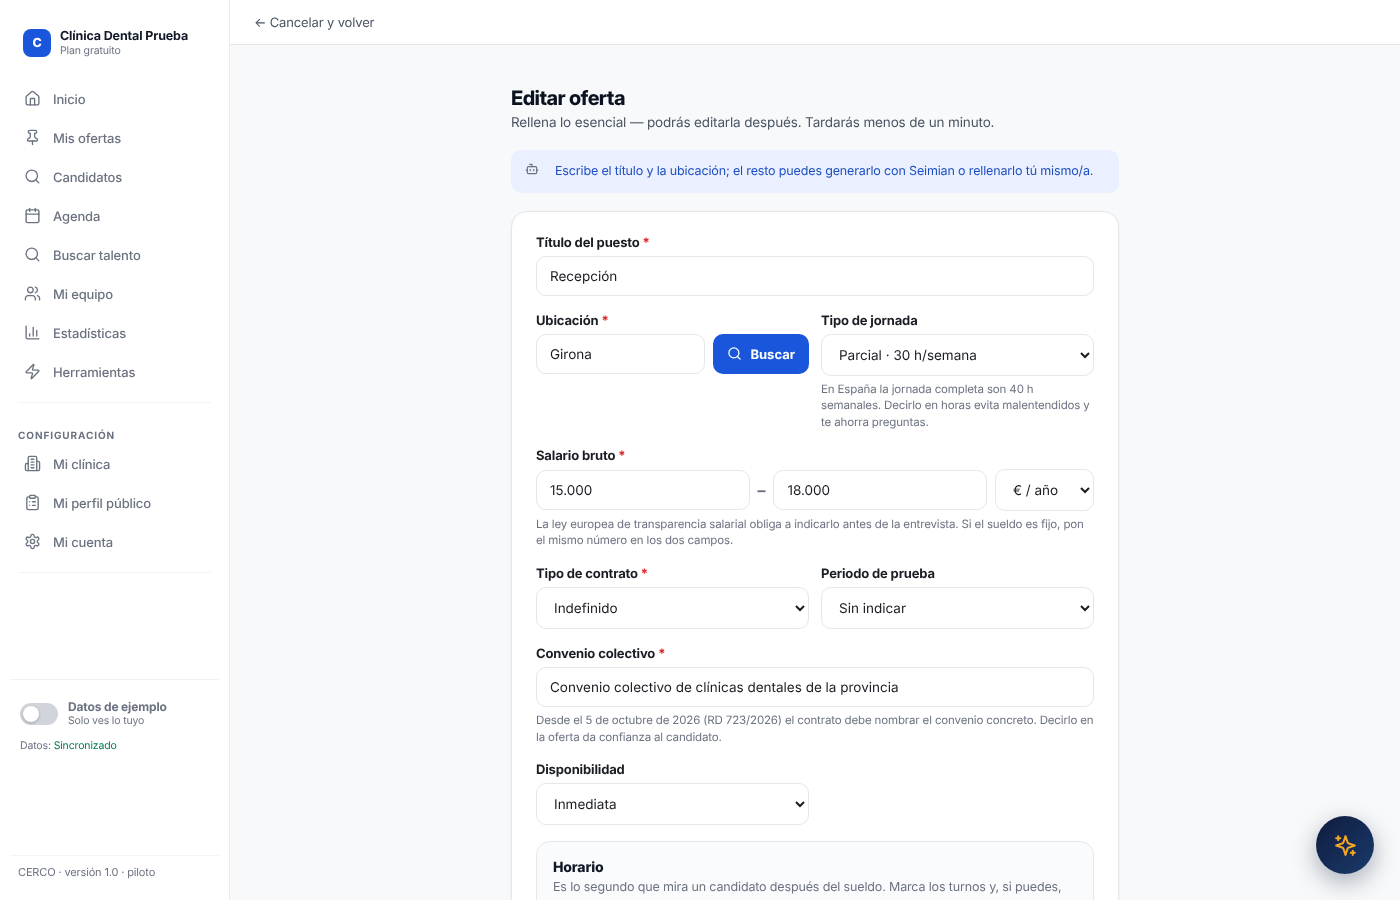 C
Clínica Dental Prueba
Plan gratuito
Inicio
Mis ofertas
Candidatos
Agenda
Buscar talento
Mi equipo
Estadísticas
Herramientas
CONFIGURACIÓN
Mi clínica
Mi perfil público
Mi cuenta
Datos de ejemplo
Solo ves lo tuyo
Datos: Sincronizado
CERCO · versión 1.0 · piloto
← Cancelar y volver
Editar oferta
Rellena lo esencial — podrás editarla después. Tardarás menos de un minuto.
Escribe el título y la ubicación; el resto puedes generarlo con Seimian o rellenarlo tú mismo/a.
Título del puesto *
Recepción
Ubicación *
Girona
Buscar
Tipo de jornada
Parcial · 30 h/semana
En España la jornada completa son 40 h
semanales. Decirlo en horas evita malentendidos y
te ahorra preguntas.
Salario bruto *
15.000 – 18.000 € / año
La ley europea de transparencia salarial obliga a indicarlo antes de la entrevista. Si el sueldo es fijo, pon
el mismo número en los dos campos.
Tipo de contrato *
Indefinido
Periodo de prueba
Sin indicar
Convenio colectivo *
Convenio colectivo de clínicas dentales de la provincia
Desde el 5 de octubre de 2026 (RD 723/2026) el contrato debe nombrar el convenio concreto. Decirlo en
la oferta da confianza al candidato.
Disponibilidad
Inmediata
Horario
Es lo segundo que mira un candidato después del sueldo. Marca los turnos y, si puedes,